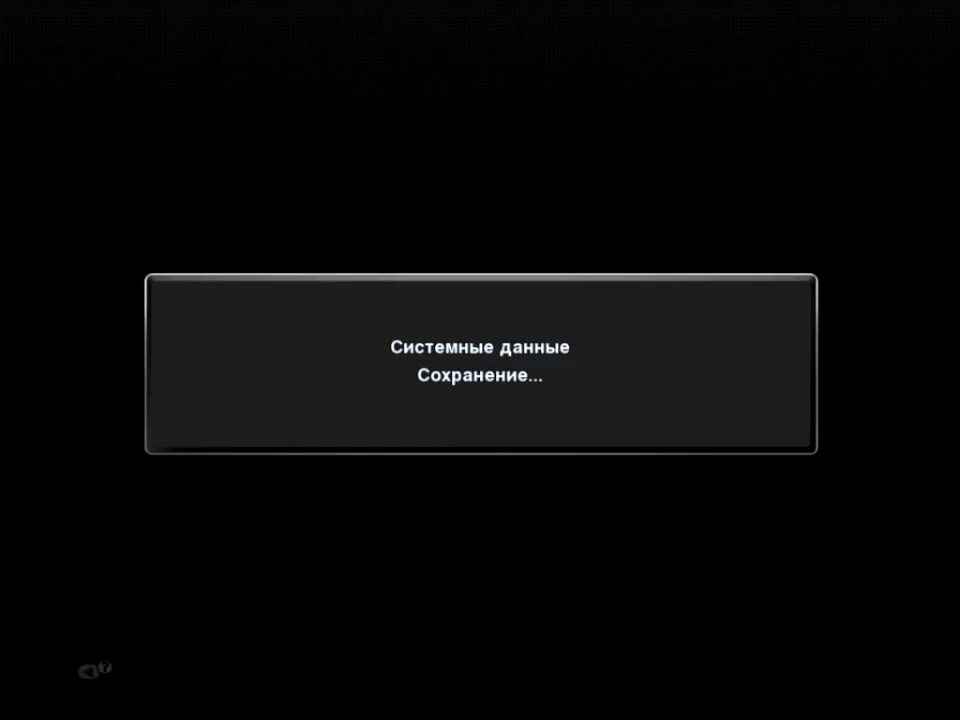 Системные данные
Сохранение...